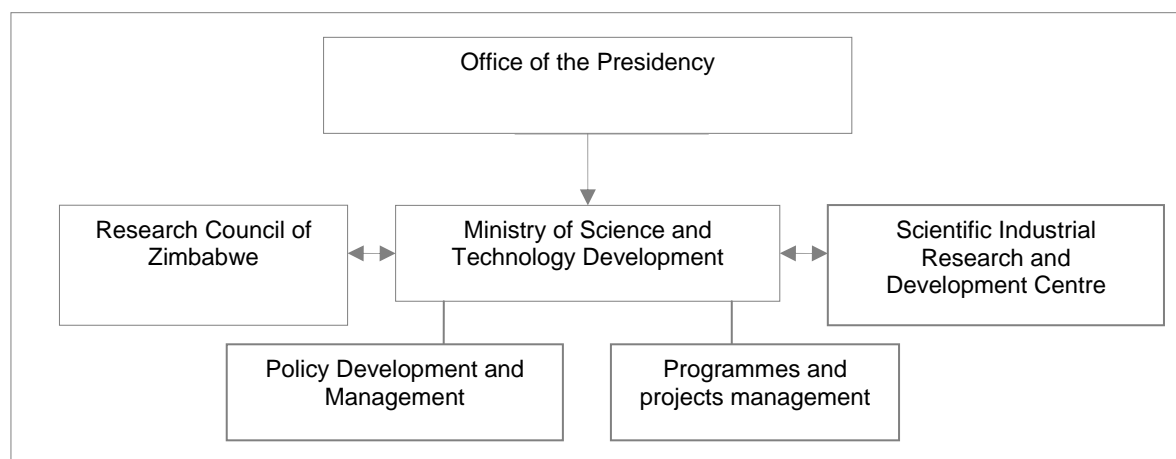 Office of the Presidency
Research Council of
Zimbabwe
Ministry of Science and
Technology Development
Scientific Industrial
Research and
Development Centre
Policy Development and
Management
Programmes and
projects management